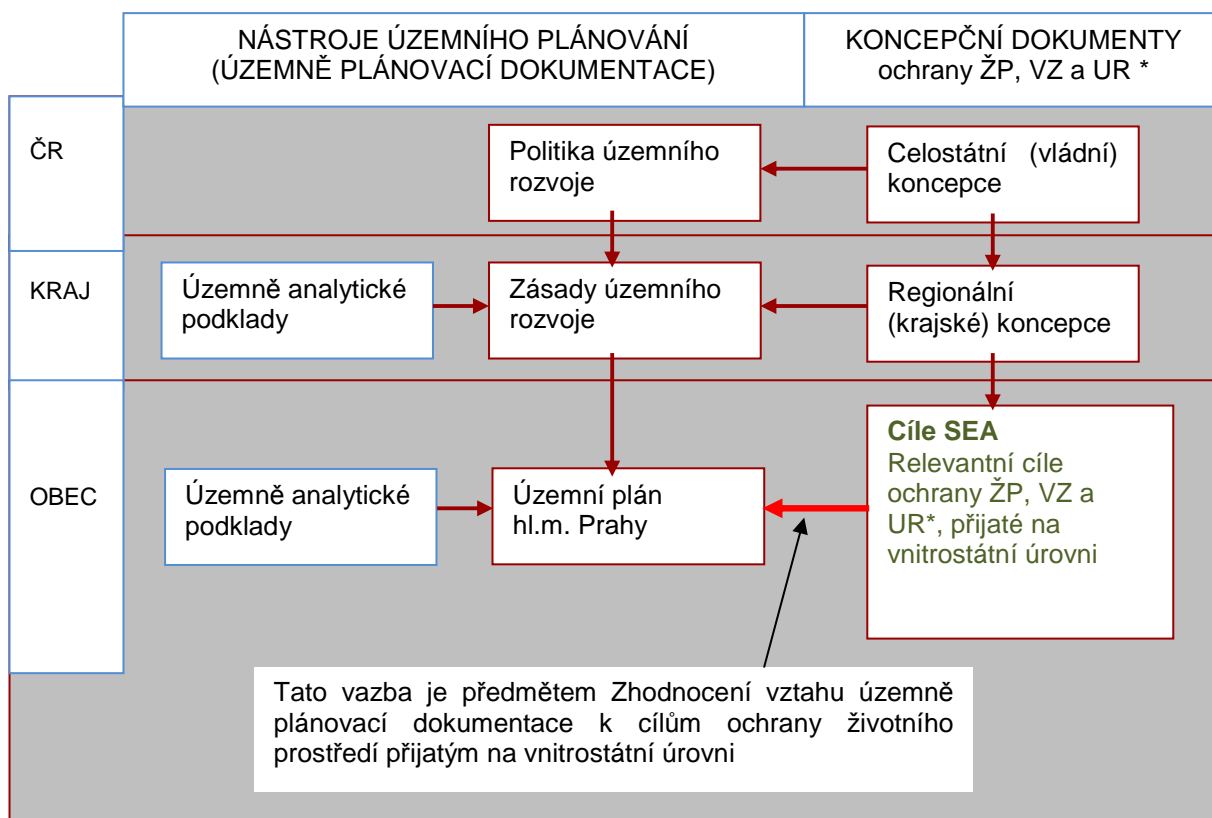 NÁSTROJE ÚZEMNÍHO PLÁNOVÁNÍ
(ÚZEMNĚ PLÁNOVACÍ DOKUMENTACE)
KONCEPČNÍ DOKUMENTY
ochrany ŽP, VZ a UR *
ČR
Politika územního
rozvoje
Celostátní (vládní)
koncepce
KRAJ
Územně analytické
podklady
Zásady územního
rozvoje
Regionální
(krajské) koncepce
OBEC
Územně analytické
podklady
Územní plán
hl.m. Prahy
Cíle SEA
Relevantní cíle
ochrany ŽP, VZ a
UR*, přijaté na
vnitrostátní úrovni
Tato vazba je předmětem Zhodnocení vztahu územně
plánovací dokumentace k cílům ochrany životního
prostředí přijatým na vnitrostátní úrovni